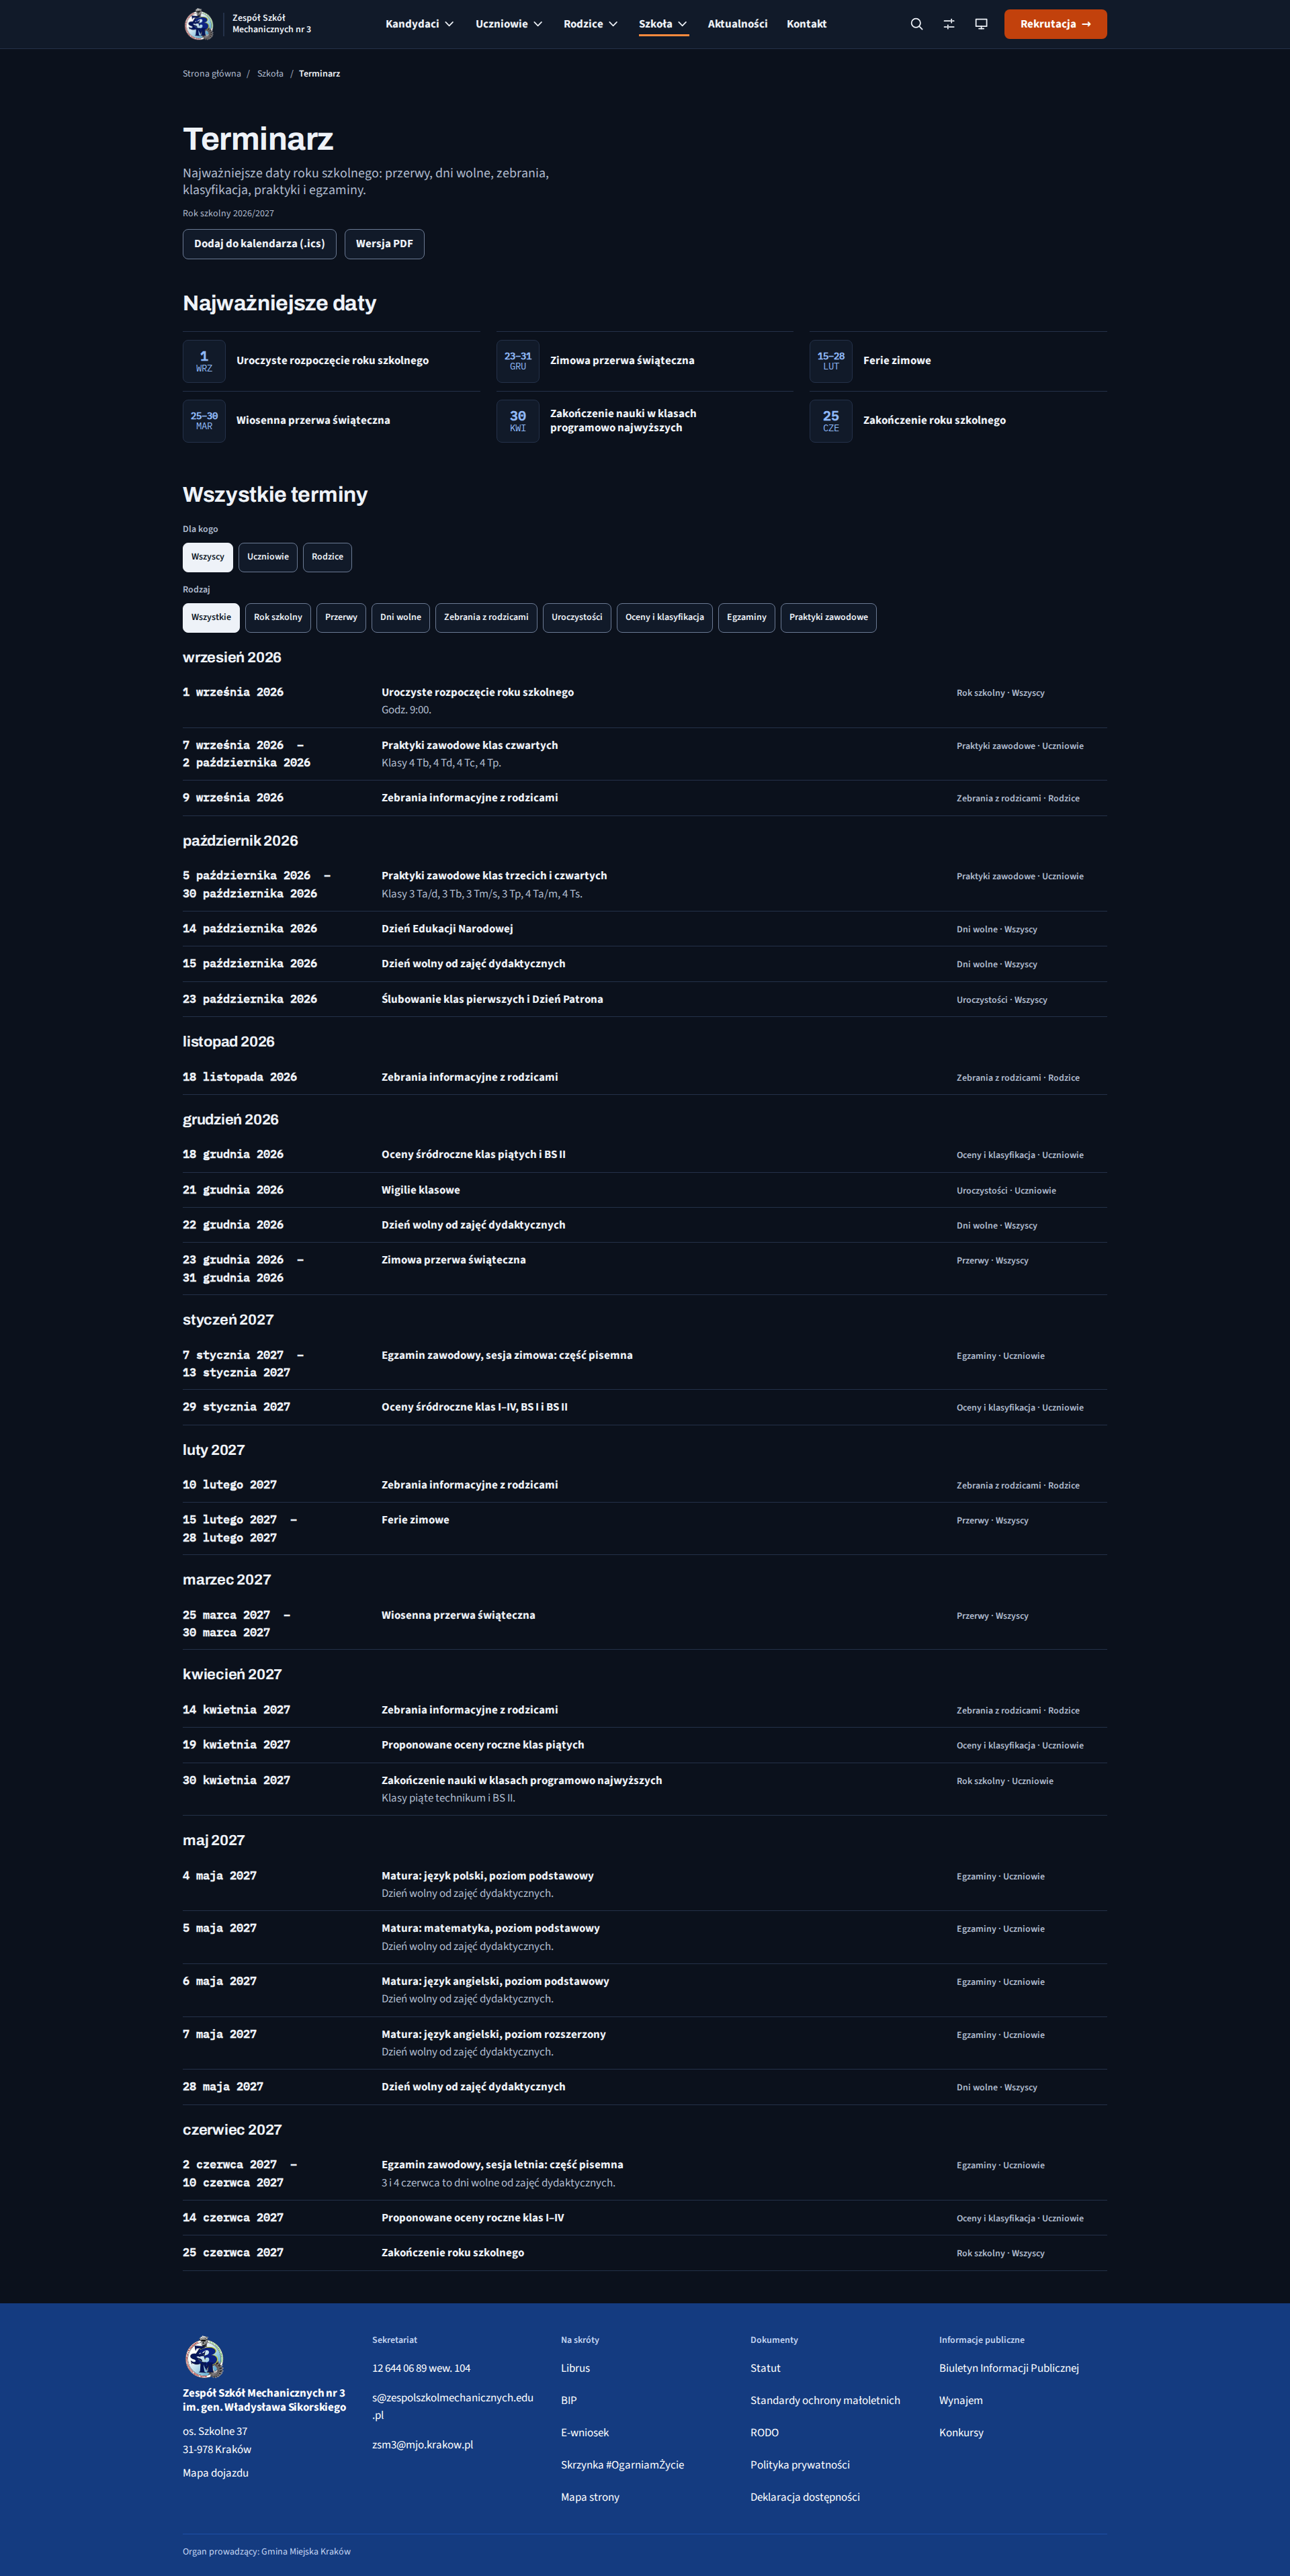 Zespół Szkół
Mechanicznych nr 3
Kandydaci
Uczniowie
Rodzice
Szkoła
Aktualności
Kontakt
Rekrutacja →
Strona główna / Szkoła / Terminarz
Terminarz
Najważniejsze daty roku szkolnego: przerwy, dni wolne, zebrania,
klasyfikacja, praktyki i egzaminy.
Rok szkolny 2026/2027
Dodaj do kalendarza (.ics)
Wersja PDF
Najważniejsze daty
1
WRZ
Uroczyste rozpoczęcie roku szkolnego
23–31
GRU
Zimowa przerwa świąteczna
15–28
LUT
Ferie zimowe
25–30
MAR
Wiosenna przerwa świąteczna
30
KWI
Zakończenie nauki w klasach
programowo najwyższych
25
CZE
Zakończenie roku szkolnego
Wszystkie terminy
Dla kogo
Wszyscy
Uczniowie
Rodzice
Rodzaj
Wszystkie
Rok szkolny
Przerwy
Dni wolne
Zebrania z rodzicami
Uroczystości
Oceny i klasyfikacja
Egzaminy
Praktyki zawodowe
wrzesień 2026
1 września 2026
Uroczyste rozpoczęcie roku szkolnego
Godz. 9:00.
Rok szkolny · Wszyscy
7 września 2026 –
2 października 2026
Praktyki zawodowe klas czwartych
Klasy 4 Tb, 4 Td, 4 Tc, 4 Tp.
Praktyki zawodowe · Uczniowie
9 września 2026
Zebrania informacyjne z rodzicami
Zebrania z rodzicami · Rodzice
październik 2026
5 października 2026 –
30 października 2026
Praktyki zawodowe klas trzecich i czwartych
Klasy 3 Ta/d, 3 Tb, 3 Tm/s, 3 Tp, 4 Ta/m, 4 Ts.
Praktyki zawodowe · Uczniowie
14 października 2026
Dzień Edukacji Narodowej
Dni wolne · Wszyscy
15 października 2026
Dzień wolny od zajęć dydaktycznych
Dni wolne · Wszyscy
23 października 2026
Ślubowanie klas pierwszych i Dzień Patrona
Uroczystości · Wszyscy
listopad 2026
18 listopada 2026
Zebrania informacyjne z rodzicami
Zebrania z rodzicami · Rodzice
grudzień 2026
18 grudnia 2026
Oceny śródroczne klas piątych i BS II
Oceny i klasyfikacja · Uczniowie
21 grudnia 2026
Wigilie klasowe
Uroczystości · Uczniowie
22 grudnia 2026
Dzień wolny od zajęć dydaktycznych
Dni wolne · Wszyscy
23 grudnia 2026 –
31 grudnia 2026
Zimowa przerwa świąteczna
Przerwy · Wszyscy
styczeń 2027
7 stycznia 2027 –
13 stycznia 2027
Egzamin zawodowy, sesja zimowa: część pisemna
Egzaminy · Uczniowie
29 stycznia 2027
Oceny śródroczne klas I–IV, BS I i BS II
Oceny i klasyfikacja · Uczniowie
luty 2027
10 lutego 2027
Zebrania informacyjne z rodzicami
Zebrania z rodzicami · Rodzice
15 lutego 2027 –
28 lutego 2027
Ferie zimowe
Przerwy · Wszyscy
marzec 2027
25 marca 2027 –
30 marca 2027
Wiosenna przerwa świąteczna
Przerwy · Wszyscy
kwiecień 2027
14 kwietnia 2027
Zebrania informacyjne z rodzicami
Zebrania z rodzicami · Rodzice
19 kwietnia 2027
Proponowane oceny roczne klas piątych
Oceny i klasyfikacja · Uczniowie
30 kwietnia 2027
Zakończenie nauki w klasach programowo najwyższych
Klasy piąte technikum i BS II.
Rok szkolny · Uczniowie
maj 2027
4 maja 2027
Matura: język polski, poziom podstawowy
Dzień wolny od zajęć dydaktycznych.
Egzaminy · Uczniowie
5 maja 2027
Matura: matematyka, poziom podstawowy
Dzień wolny od zajęć dydaktycznych.
Egzaminy · Uczniowie
6 maja 2027
Matura: język angielski, poziom podstawowy
Dzień wolny od zajęć dydaktycznych.
Egzaminy · Uczniowie
7 maja 2027
Matura: język angielski, poziom rozszerzony
Dzień wolny od zajęć dydaktycznych.
Egzaminy · Uczniowie
28 maja 2027
Dzień wolny od zajęć dydaktycznych
Dni wolne · Wszyscy
czerwiec 2027
2 czerwca 2027 –
10 czerwca 2027
Egzamin zawodowy, sesja letnia: część pisemna
3 i 4 czerwca to dni wolne od zajęć dydaktycznych.
Egzaminy · Uczniowie
14 czerwca 2027
Proponowane oceny roczne klas I–IV
Oceny i klasyfikacja · Uczniowie
25 czerwca 2027
Zakończenie roku szkolnego
Rok szkolny · Wszyscy
Zespół Szkół Mechanicznych nr 3
im. gen. Władysława Sikorskiego
os. Szkolne 37
31-978 Kraków
Mapa dojazdu
Sekretariat
12 644 06 89 wew. 104
s@zespolszkolmechanicznych.edu
.pl
zsm3@mjo.krakow.pl
Na skróty
Librus
BIP
E-wniosek
Skrzynka #OgarniamŻycie
Mapa strony
Dokumenty
Statut
Standardy ochrony małoletnich
RODO
Polityka prywatności
Deklaracja dostępności
Informacje publiczne
Biuletyn Informacji Publicznej
Wynajem
Konkursy
Organ prowadzący: Gmina Miejska Kraków